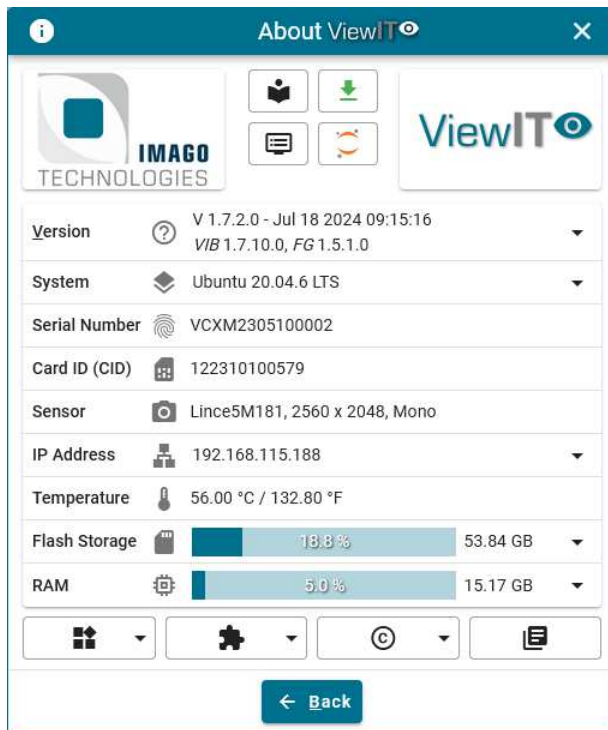 About ViewIT
IMAGO
TECHNOLOGIES
ViewIT
Version V 1.7.2.0 - Jul 18 2024 09:15:16
VIB 1.7.10.0, FG 1.5.1.0
System Ubuntu 20.04.6 LTS
Serial Number VCXM2305100002
Card ID (CID) 122310100579
Sensor Lince5M181, 2560 x 2048, Mono
IP Address 192.168.115.188
Temperature 56.00 °C / 132.80 °F
Flash Storage 18.8 % 53.84 GB
RAM 5.0 % 15.17 GB
Back